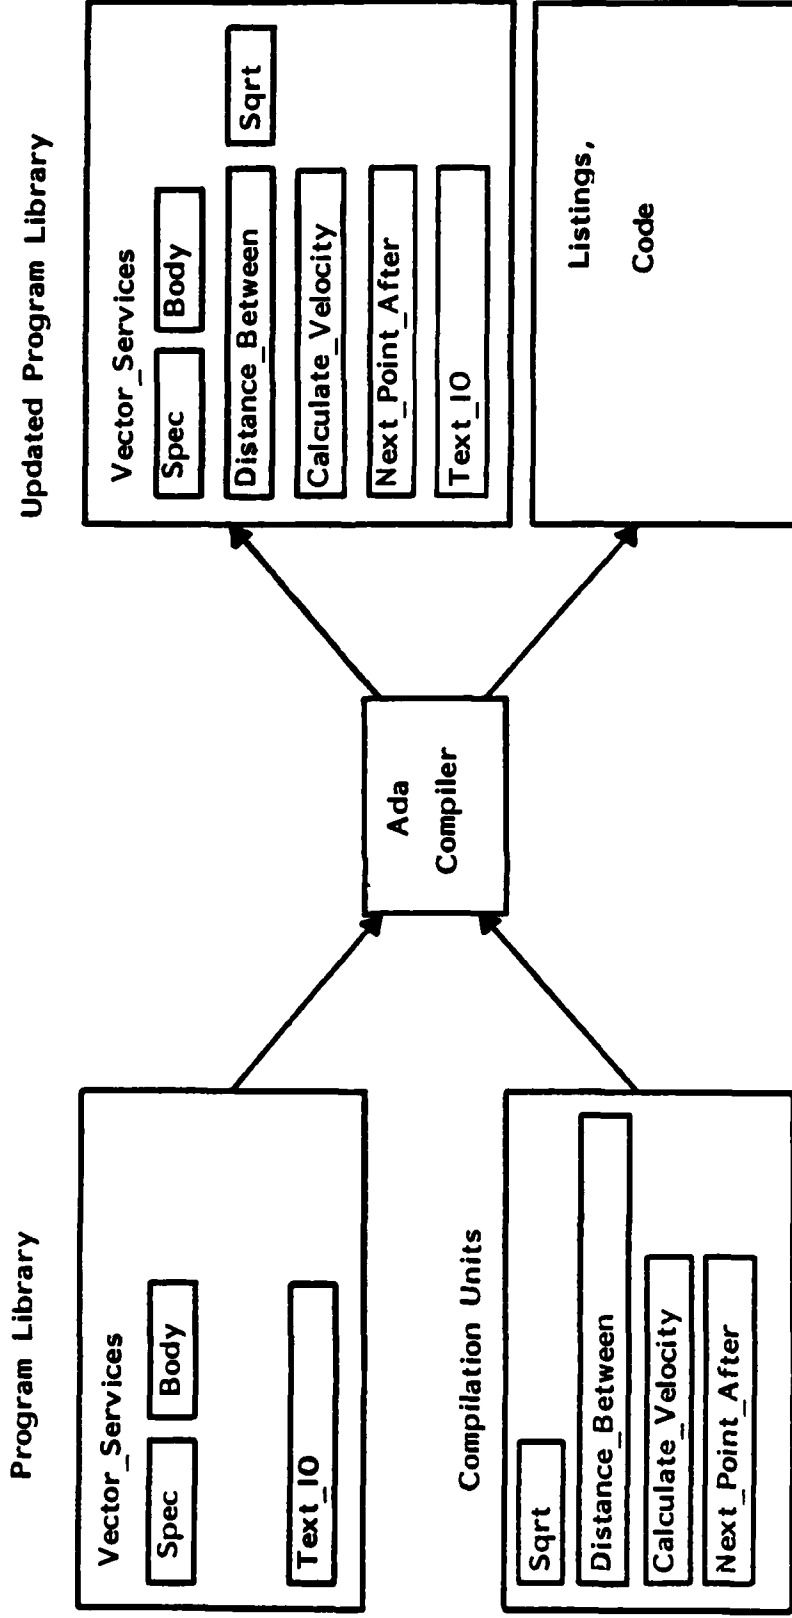 Program Library
Vector_Services
Spec Body
Text_IO
Compilation Units
Sqrt
Distance_Between
Calculate_Velocity
Next_Point_After
Ada
Compiler
Updated Program Library
Vector_Services
Spec Body
Distance_Between Sqrt
Calculate_Velocity
Next_Point_After
Text_IO
Listings,
Code